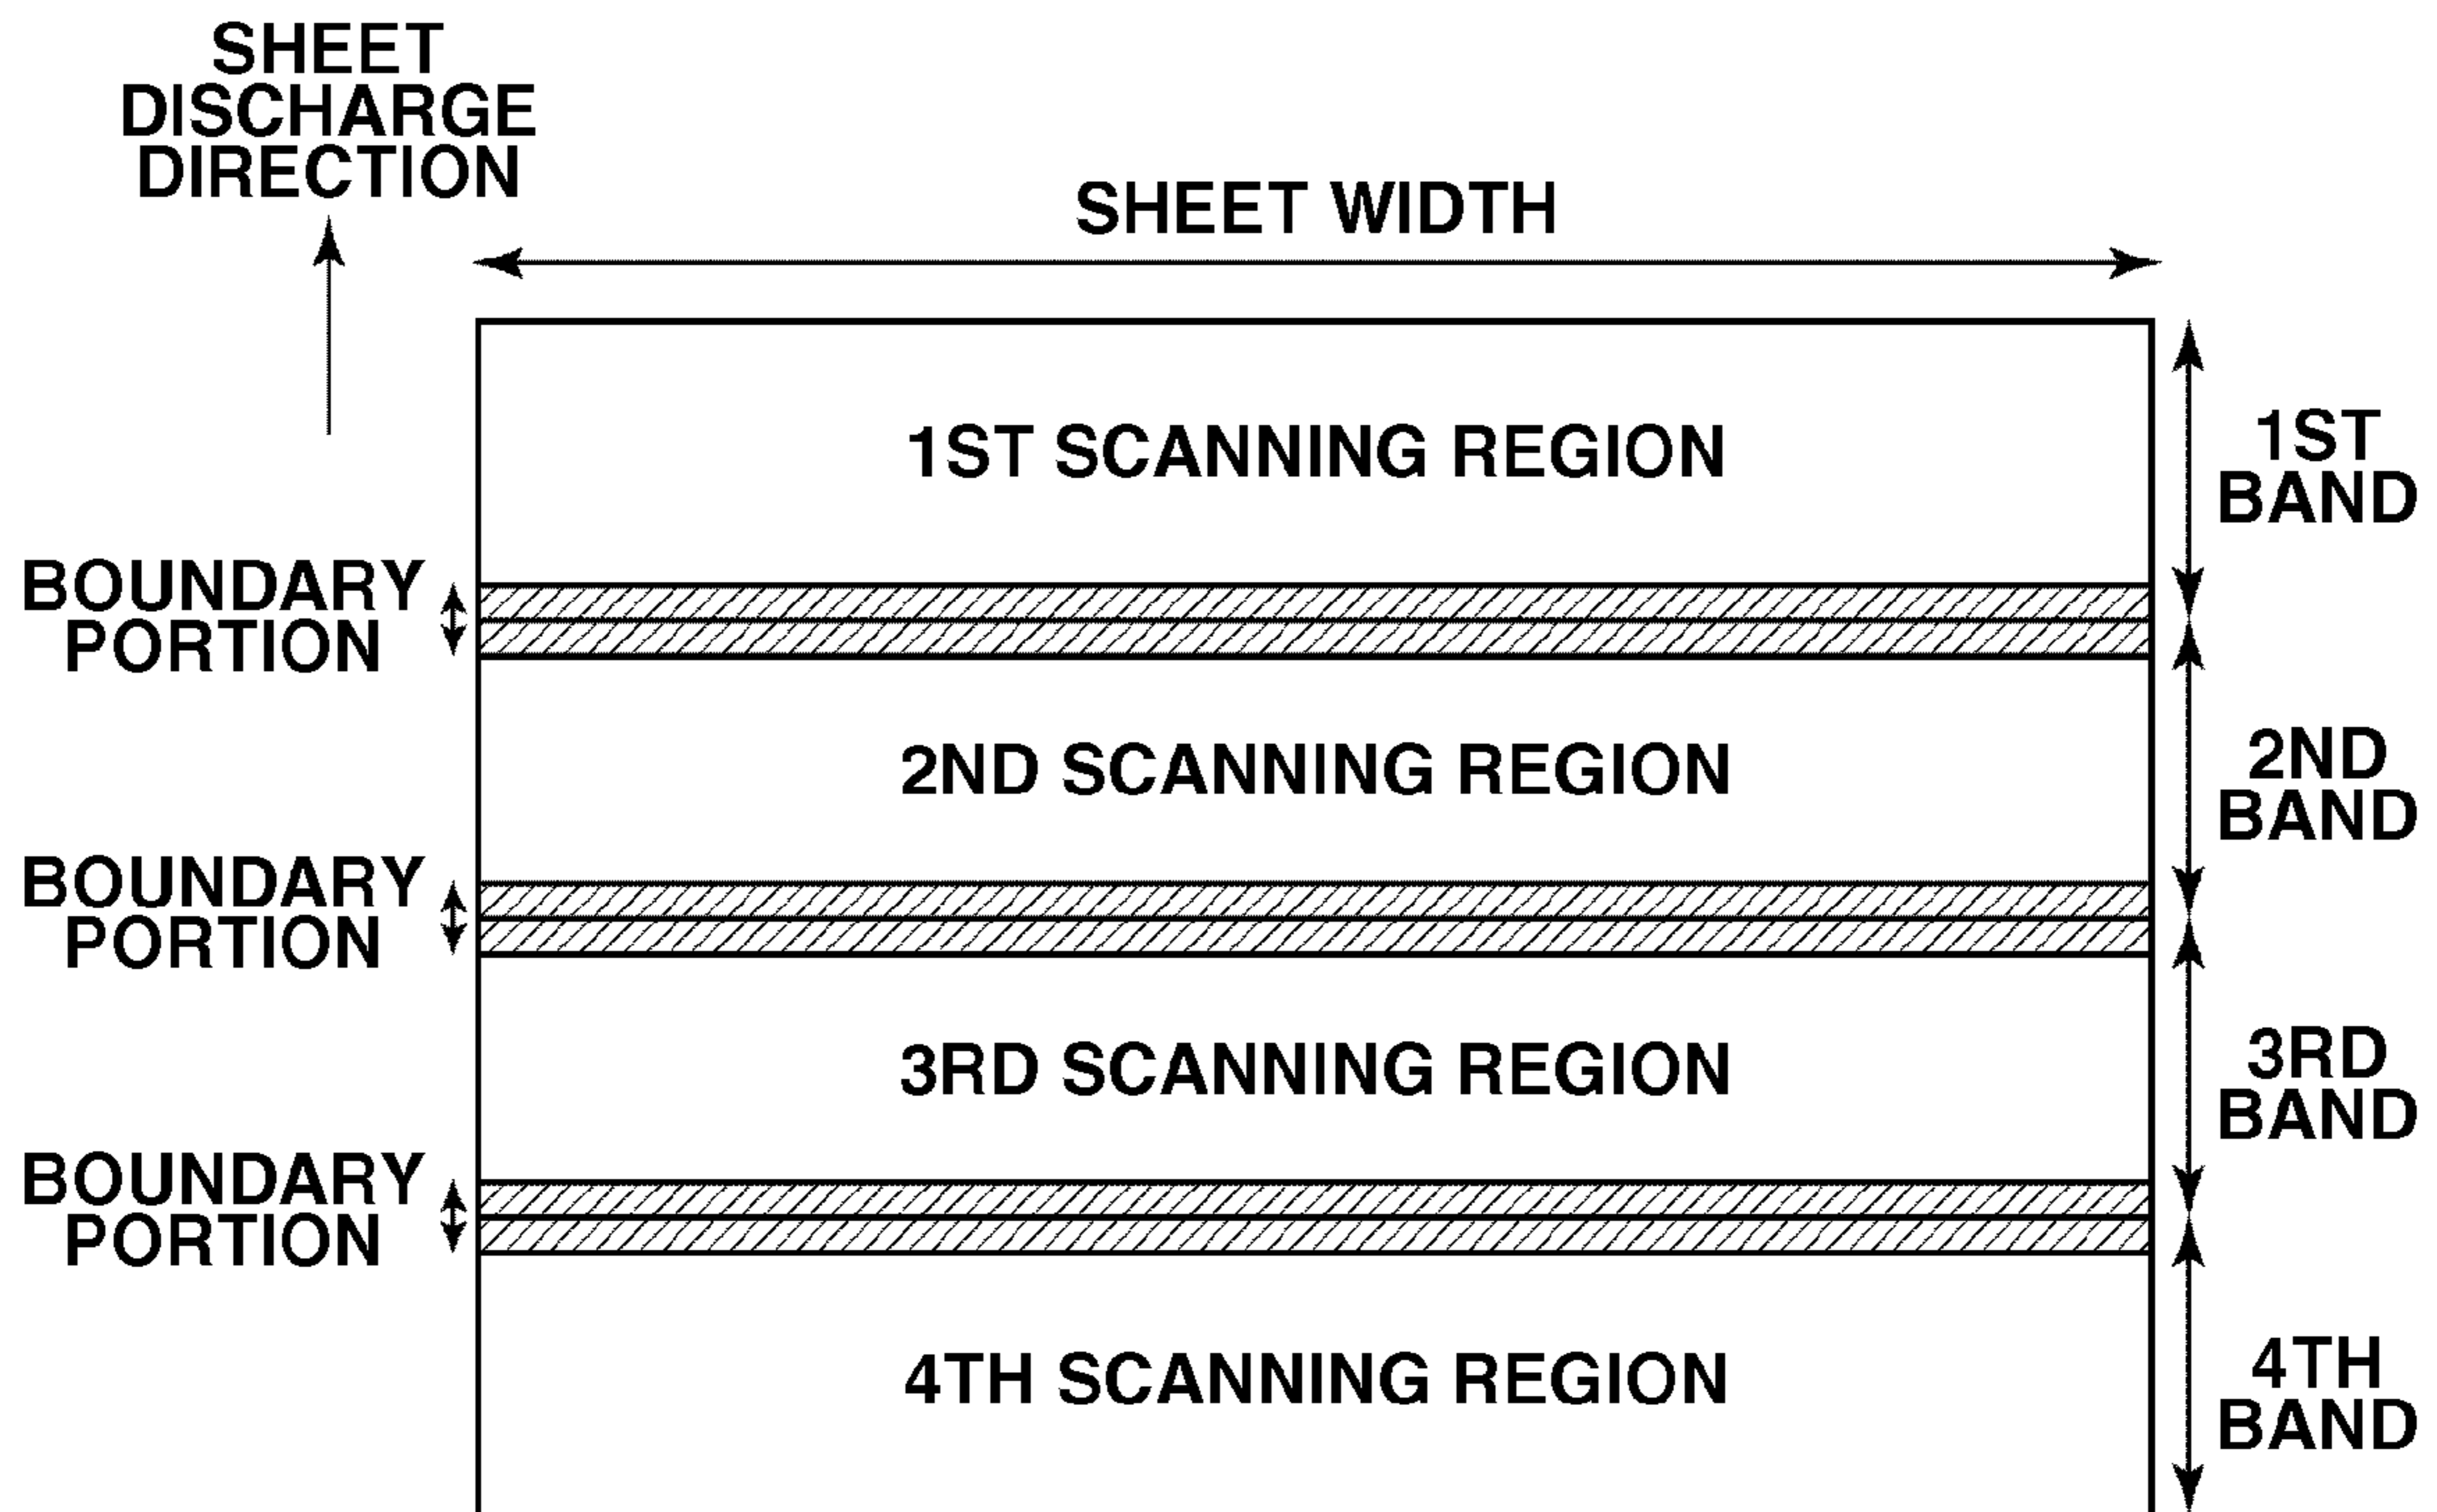 SHEET
DISCHARGE
DIRECTION
SHEET WIDTH
1ST SCANNING REGION
1ST
BAND
BOUNDARY
PORTION
2ND SCANNING REGION
2ND
BAND
BOUNDARY
PORTION
3RD SCANNING REGION
3RD
BAND
BOUNDARY
PORTION
4TH SCANNING REGION
4TH
BAND